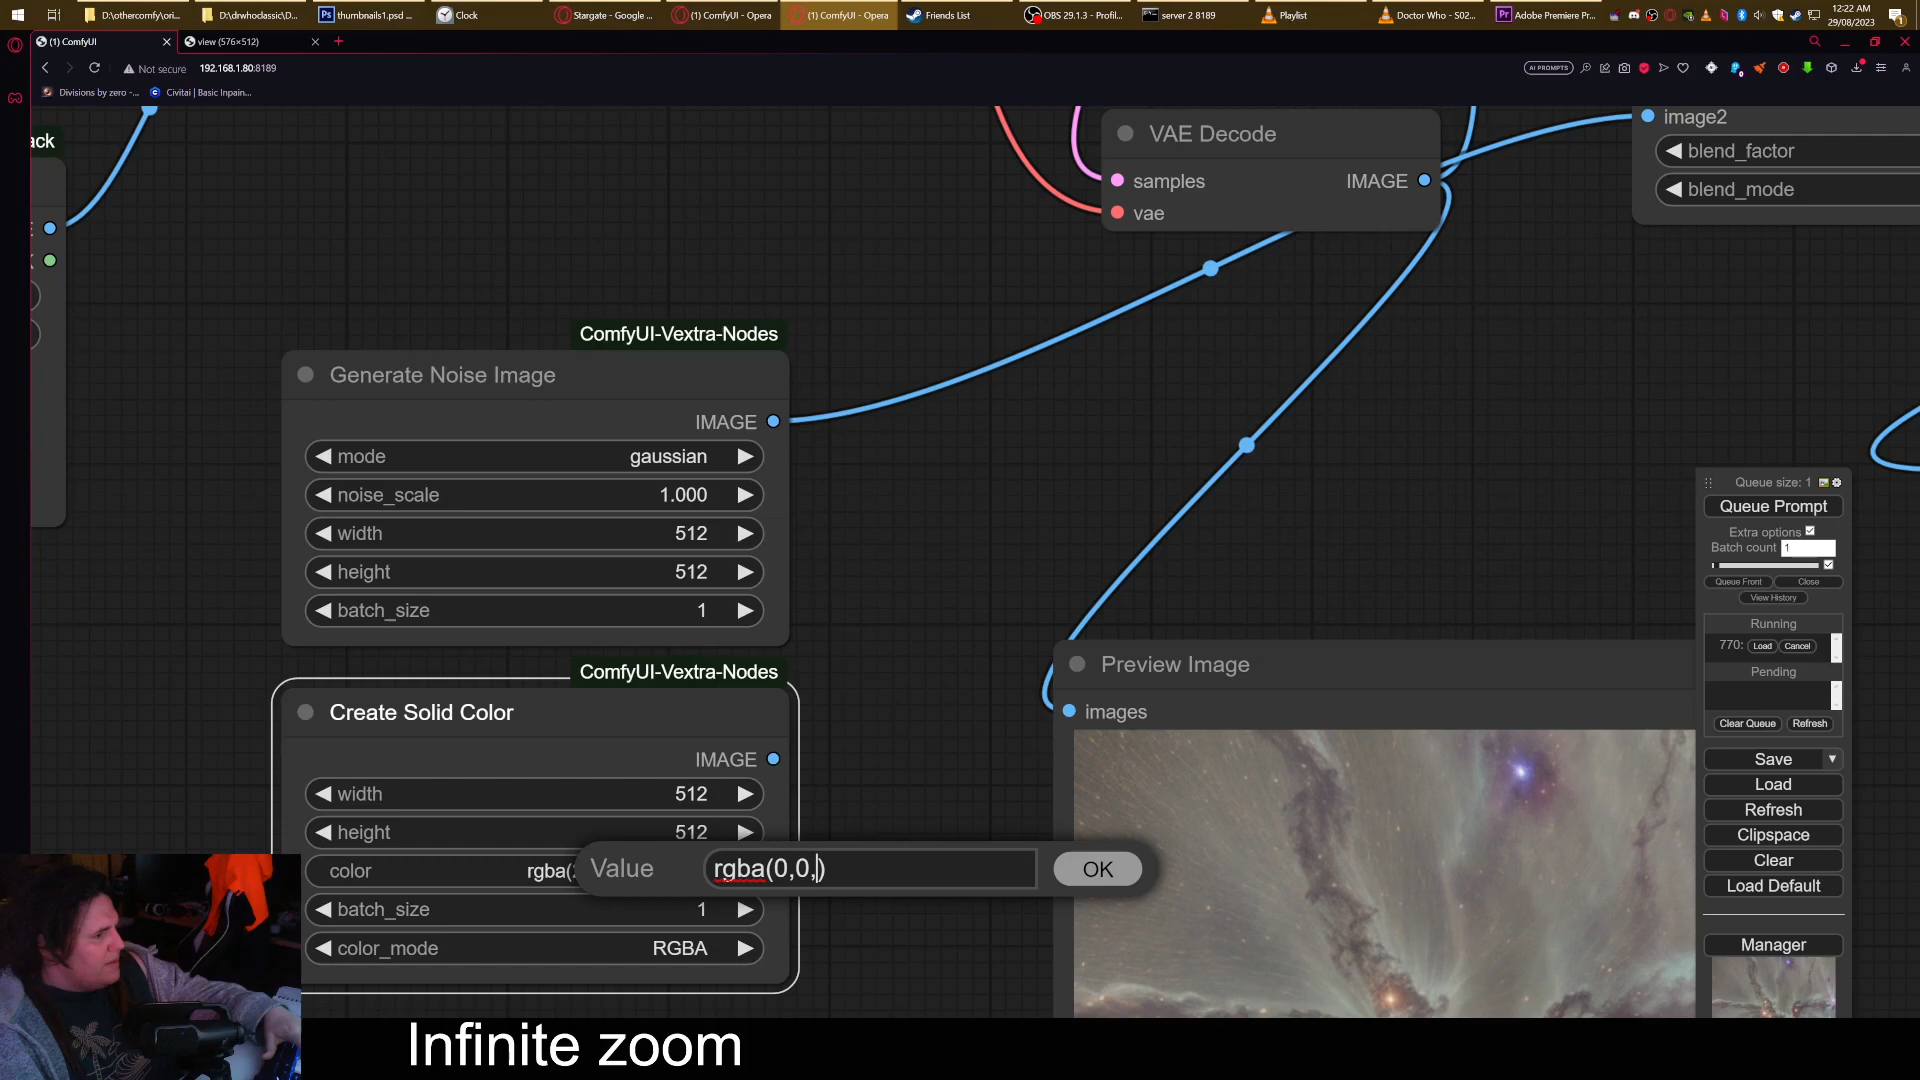 D:\othercomfy\ori...
D:\drwhoclassic\D...
thumbnails1.psd ...
Clock
Stargate - Google ...
(1) ComfyUI - Opera
(1) ComfyUI - Opera
Friends List
OBS 29.1.3 - Profil...
server 2 8189
Playlist
Doctor Who - S02...
Adobe Premiere Pr...
12:22 AM
29/08/2023
(1) ComfyUI
view (576×512)
Not secure
192.168.1.80:8189
AI PROMPTS
Divisions by zero -...
Civitai | Basic Inpain...
ack
VAE Decode
samples
IMAGE
vae
image2
blend_factor
blend_mode
ComfyUI-Vextra-Nodes
Generate Noise Image
IMAGE
mode
gaussian
noise_scale
1.000
width
512
height
512
batch_size
1
ComfyUI-Vextra-Nodes
Create Solid Color
IMAGE
width
512
height
512
color
rgba(
Value
rgba(0,0,)
OK
batch_size
1
color_mode
RGBA
Preview Image
images
Queue size: 1
Queue Prompt
Extra options
Batch count
1
Queue Front
Close
View History
Running
770:
Load
Cancel
Pending
Clear Queue
Refresh
Save
Load
Refresh
Clipspace
Clear
Load Default
Manager
Infinite zoom